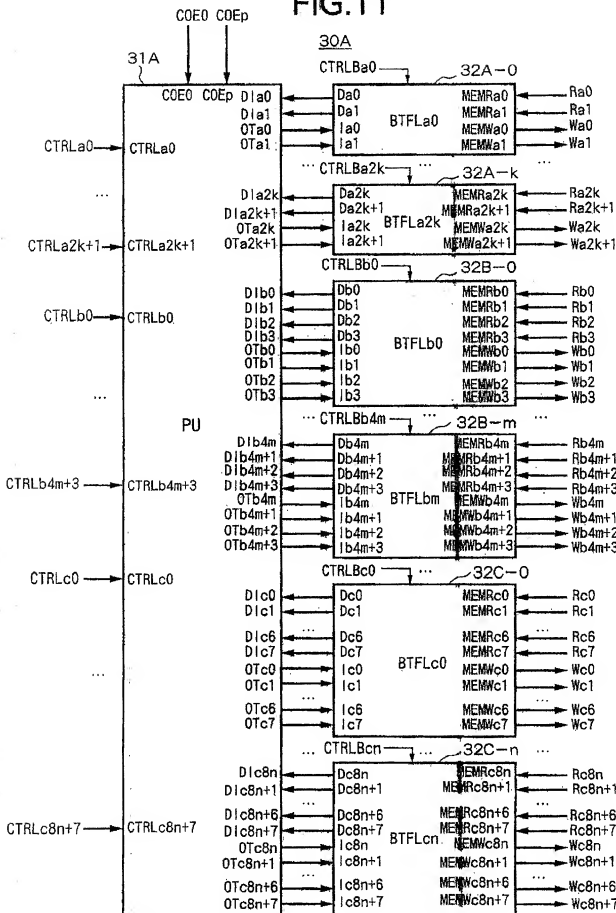 FIG.11
COE0 COEp
30A
31A
COE0 COEp
PU
CTRLa0 CTRLa0
...
CTRLa2k+1 CTRLa2k+1
CTRLb0 CTRLb0
...
CTRLb4m+3 CTRLb4m+3
CTRLc0 CTRLc0
...
CTRLc8n+7 CTRLc8n+7
CTRLBa0 32A-0
BTFLa0
DIa0 Da0 MEMRa0 Ra0
DIa1 Da1 MEMRa1 Ra1
OTa0 Ia0 MEMWa0 Wa0
OTa1 Ia1 MEMWa1 Wa1
... ... ...
CTRLBa2k 32A-k
BTFLa2k
DIa2k Da2k MEMRa2k Ra2k
DIa2k+1 Da2k+1 MEMRa2k+1 Ra2k+1
OTa2k Ia2k MEMWa2k Wa2k
OTa2k+1 Ia2k+1 MEMWa2k+1 Wa2k+1
CTRLBb0 32B-0
BTFLb0
DIb0 Db0 MEMRb0 Rb0
DIb1 Db1 MEMRb1 Rb1
DIb2 Db2 MEMRb2 Rb2
DIb3 Db3 MEMRb3 Rb3
OTb0 Ib0 MEMWb0 Wb0
OTb1 Ib1 MEMWb1 Wb1
OTb2 Ib2 MEMWb2 Wb2
OTb3 Ib3 MEMWb3 Wb3
... ... ...
CTRLBb4m 32B-m
BTFLbm
DIb4m Db4m MEMRb4m Rb4m
DIb4m+1 Db4m+1 MEMRb4m+1 Rb4m+1
DIb4m+2 Db4m+2 MEMRb4m+2 Rb4m+2
DIb4m+3 Db4m+3 MEMRb4m+3 Rb4m+3
OTb4m Ib4m MEMWb4m Wb4m
OTb4m+1 Ib4m+1 MEMWb4m+1 Wb4m+1
OTb4m+2 Ib4m+2 MEMWb4m+2 Wb4m+2
OTb4m+3 Ib4m+3 MEMWb4m+3 Wb4m+3
CTRLBc0 ... 32C-0
BTFLc0
DIc0 Dc0 MEMRc0 Rc0
DIc1 Dc1 MEMRc1 Rc1
... ... ...
DIc6 Dc6 MEMRc6 Rc6
DIc7 Dc7 MEMRc7 Rc7
OTc0 Ic0 MEMWc0 Wc0
OTc1 Ic1 MEMWc1 Wc1
... ... ... ...
OTc6 Ic6 MEMWc6 Wc6
OTc7 Ic7 MEMWc7 Wc7
... CTRLBcn ... 32C-n ...
BTFLcn
DIc8n Dc8n MEMRc8n Rc8n
DIc8n+1 Dc8n+1 MEMRc8n+1 Rc8n+1
... ...
DIc8n+6 Dc8n+6 MEMRc8n+6 Rc8n+6
DIc8n+7 Dc8n+7 MEMRc8n+7 Rc8n+7
OTc8n Ic8n MEMWc8n Wc8n
OTc8n+1 Ic8n+1 MEMWc8n+1 Wc8n+1
... ...
OTc8n+6 Ic8n+6 MEMWc8n+6 Wc8n+6
OTc8n+7 Ic8n+7 MEMWc8n+7 Wc8n+7